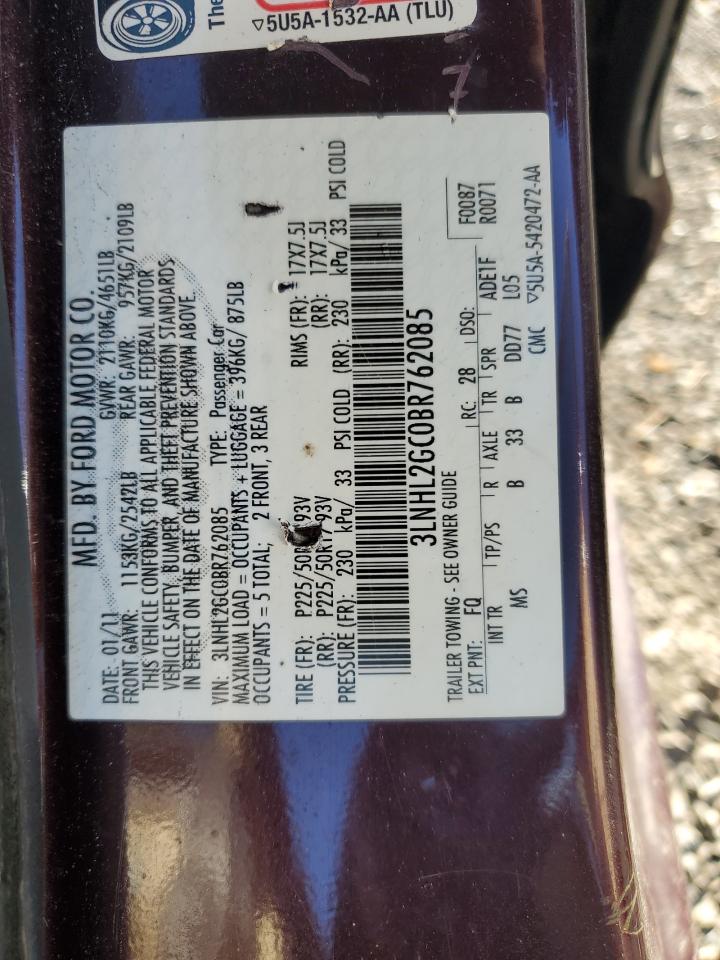 The
▽5U5A-1532-AA (TLU)
7
MFD. BY FORD MOTOR CO.
DATE: 01/11 GVWR: 2110KG/4651LB
FRONT GAWR: 1153KG/2542LB REAR GAWR: 957KG/2109LB
THIS VEHICLE CONFORMS TO ALL APPLICABLE FEDERAL MOTOR
VEHICLE SAFETY, BUMPER, AND THEFT PREVENTION STANDARDS
IN EFFECT ON THE DATE OF MANUFACTURE SHOWN ABOVE.
VIN: 3LNHL2GC0BR762085 TYPE: Passenger Car
MAXIMUM LOAD = OCCUPANTS + LUGGAGE = 396KG/ 875LB
OCCUPANTS = 5 TOTAL; 2 FRONT, 3 REAR
TIRE (FR): P225/50R 93V RIMS (FR): 17X7.5J
(RR): P225/50R17 93V (RR): 17X7.5J
PRESSURE (FR): 230 kPa/ 33 PSI COLD (RR): 230 kPa/ 33 PSI COLD
3LNHL2GC0BR762085
TRAILER TOWING - SEE OWNER GUIDE
EXT PNT: FQ RC: 28 DSO: F0087
R0071
INT TR TP/PS R AXLE TR SPR ADE1F
MS B 33 B DD77 L05
CMC ▽5U5A-5420472-AA